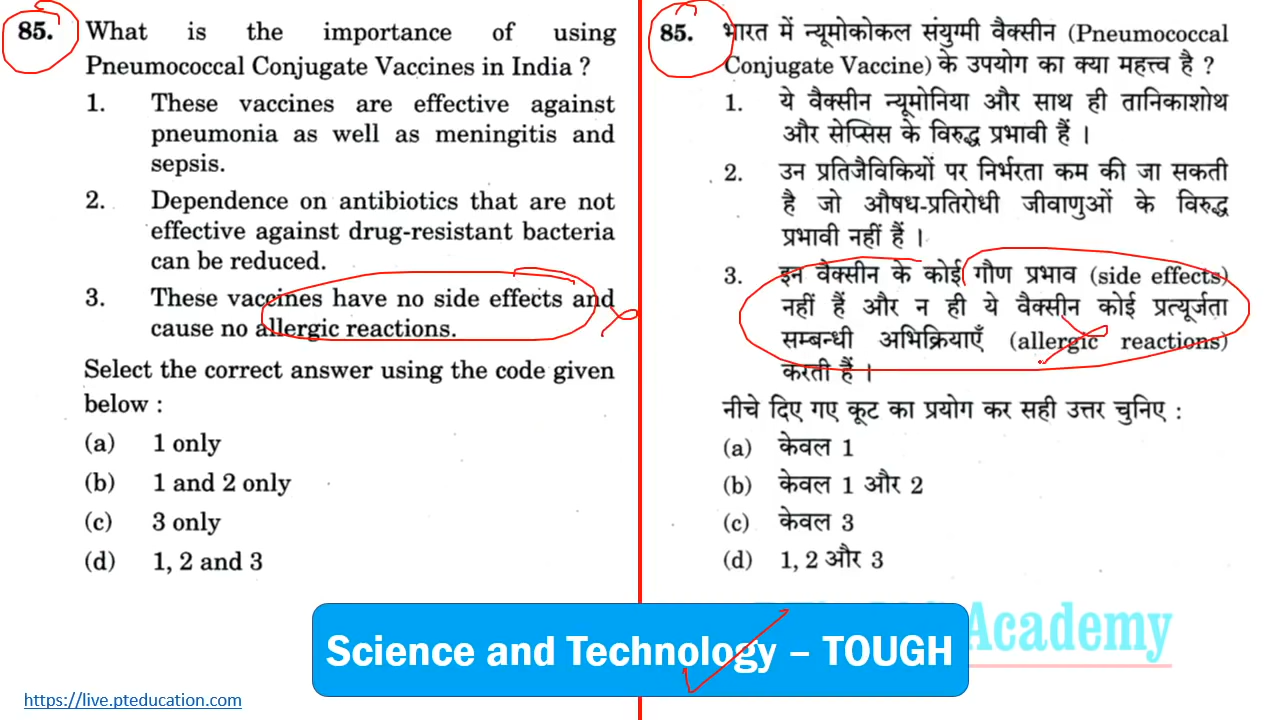 85. What is the importance of using
Pneumococcal Conjugate Vaccines in India ?
1. These vaccines are effective against
pneumonia as well as meningitis and
sepsis.
2. Dependence on antibiotics that are not
effective against drug-resistant bacteria
can be reduced.
3. These vaccines have no side effects and
cause no allergic reactions.
Select the correct answer using the code given
below :
(a) 1 only
(b) 1 and 2 only
(c) 3 only
(d) 1, 2 and 3
85. भारत में न्यूमोकोकल संयुग्मी वैक्सीन (Pneumococcal
Conjugate Vaccine) के उपयोग का क्या महत्त्व है ?
1. ये वैक्सीन न्यूमोनिया और साथ ही तानिकाशोथ
और सेप्सिस के विरुद्ध प्रभावी हैं ।
2. उन प्रतिजैविकियों पर निर्भरता कम की जा सकती
है जो औषध-प्रतिरोधी जीवाणुओं के विरुद्ध
प्रभावी नहीं हैं ।
3. इन वैक्सीन के कोई गौण प्रभाव (side effects)
नहीं हैं और न ही ये वैक्सीन कोई प्रत्यूर्जता
सम्बन्धी अभिक्रियाएँ (allergic reactions)
करती हैं ।
नीचे दिए गए कूट का प्रयोग कर सही उत्तर चुनिए :
(a) केवल 1
(b) केवल 1 और 2
(c) केवल 3
(d) 1, 2 और 3
Academy
Science and Technology – TOUGH
https://live.pteducation.com